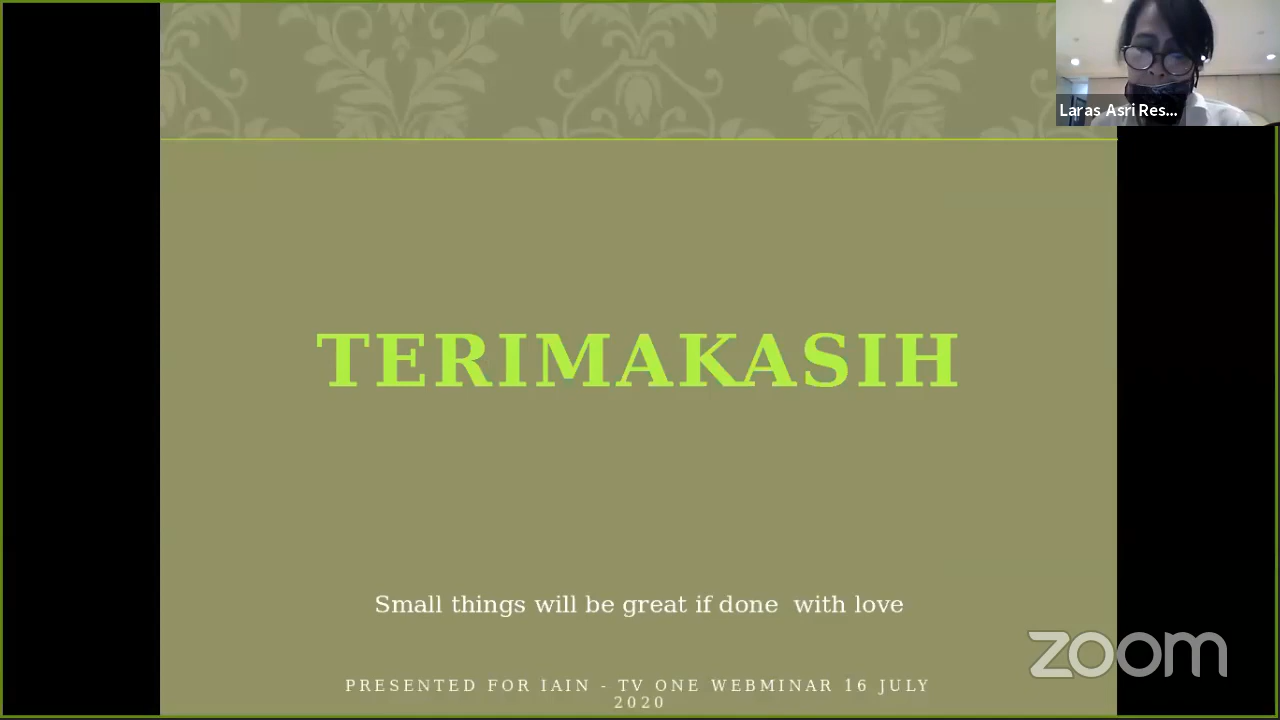 Laras Asri Res...
TERIMAKASIH
Small things will be great if done  with love
zoom
PRESENTED FOR IAIN - TV ONE WEBMINAR 16 JULY
2020